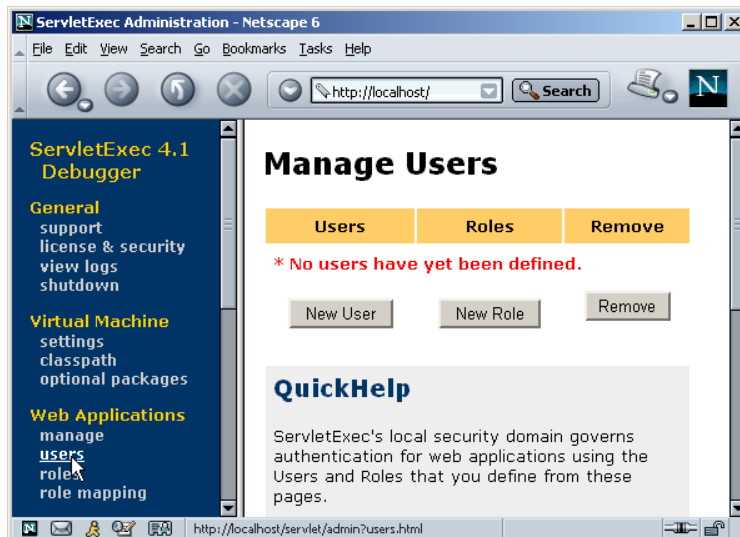 ServletExec Administration - Netscape 6
File Edit View Search Go Bookmarks Tasks Help
http://localhost/ Search N
ServletExec 4.1
Debugger
General
support
license & security
view logs
shutdown
Virtual Machine
settings
classpath
optional packages
Web Applications
manage
users
roles
role mapping
Manage Users
Users Roles Remove
* No users have yet been defined.
New User New Role Remove
QuickHelp
ServletExec's local security domain governs
authentication for web applications using the
Users and Roles that you define from these
pages.
http://localhost/servlet/admin?users.html